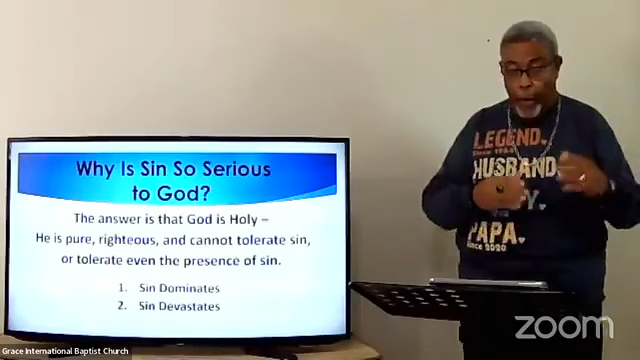 Why Is Sin So Serious
to God?
The answer is that God is Holy –
He is pure, righteous, and cannot tolerate sin,
or tolerate even the presence of sin.
1. Sin Dominates
2. Sin Devastates
LEGEND.
HUSBAND.
PAPA.
Since 2020
zoom
Grace International Baptist Church